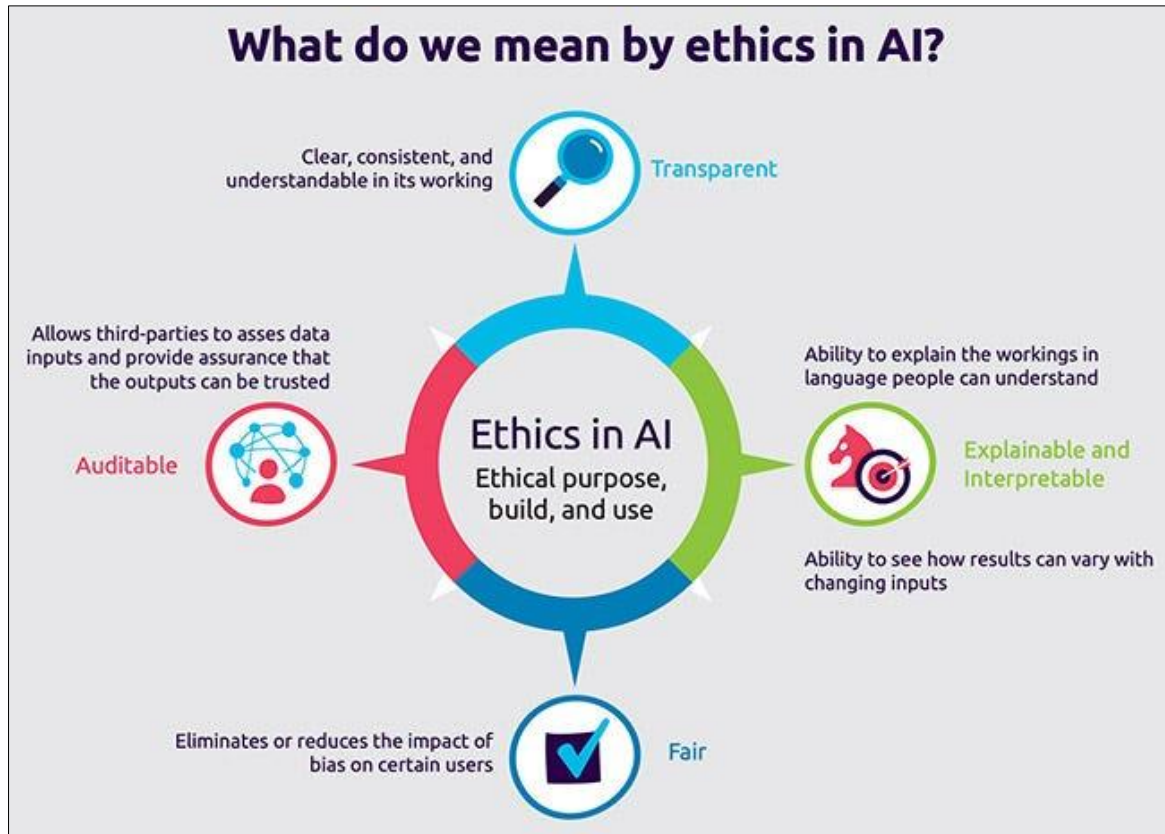 What do we mean by ethics in AI?
Clear, consistent, and
understandable in its working
Transparent
Allows third-parties to asses data
inputs and provide assurance that
the outputs can be trusted
Auditable
Ethics in AI
Ethical purpose,
build, and use
Ability to explain the workings in
language people can understand
Explainable and
Interpretable
Ability to see how results can vary with
changing inputs
Eliminates or reduces the impact of
bias on certain users
Fair